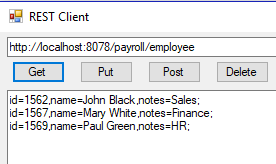 REST Client
http://localhost:8078/payroll/employee
Get Put Post Delete
id=1562,name=John Black,notes=Sales;
id=1567,name=Mary White,notes=Finance;
id=1569,name=Paul Green,notes=HR;